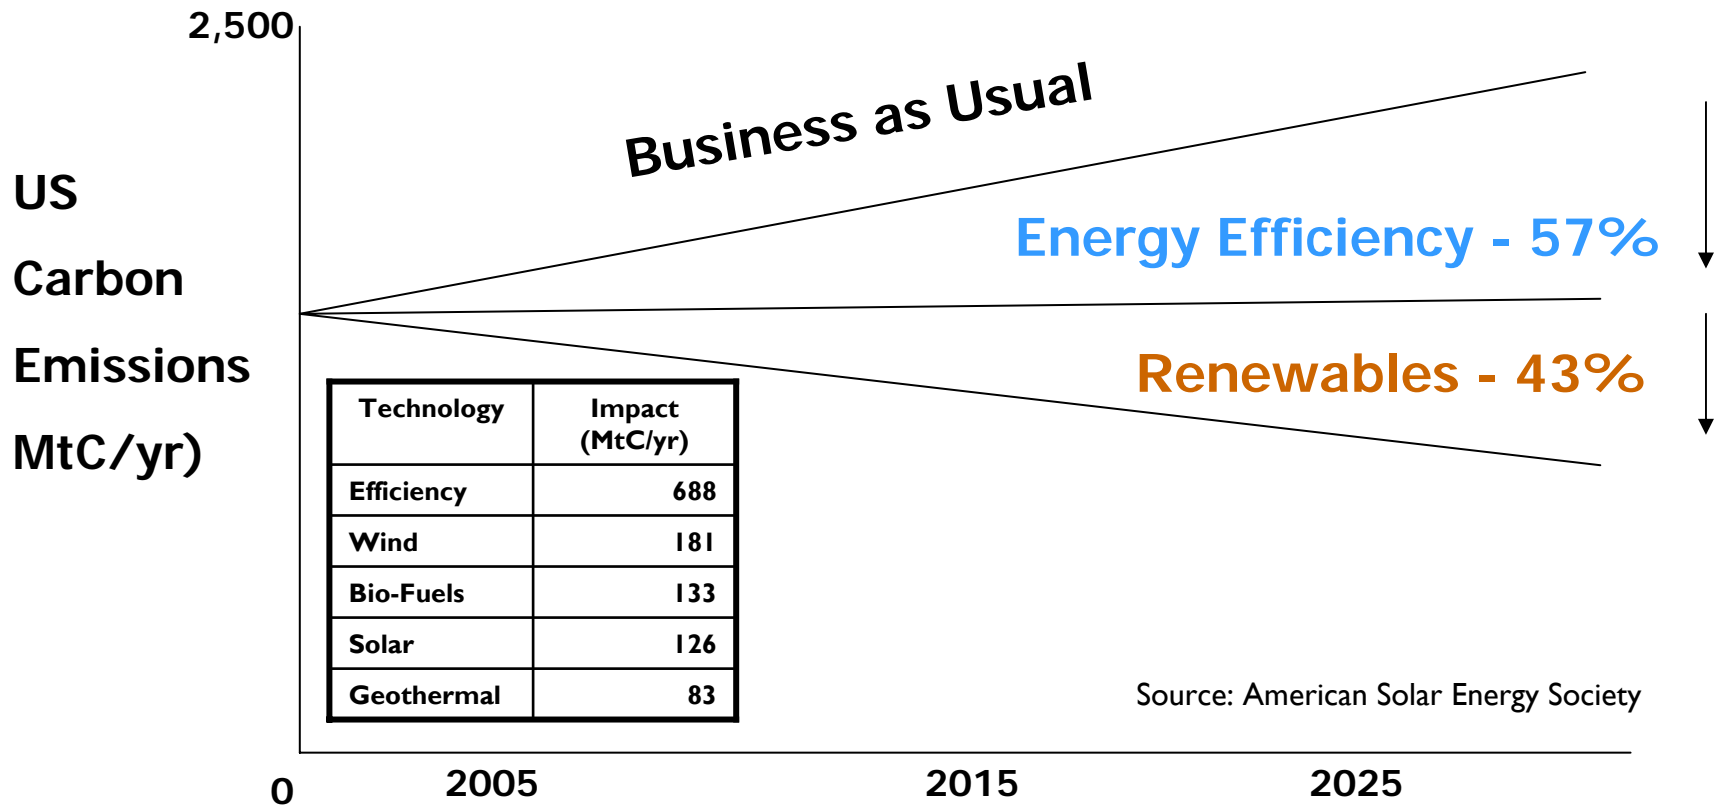 2,500
Business as Usual
US
Carbon
Emissions
MtC/yr)
Energy Efficiency - 57%
Renewables - 43%
Technology Impact
(MtC/yr)
Efficiency 688
Wind 181
Bio-Fuels 133
Solar 126
Geothermal 83
Source: American Solar Energy Society
0 2005 2015 2025